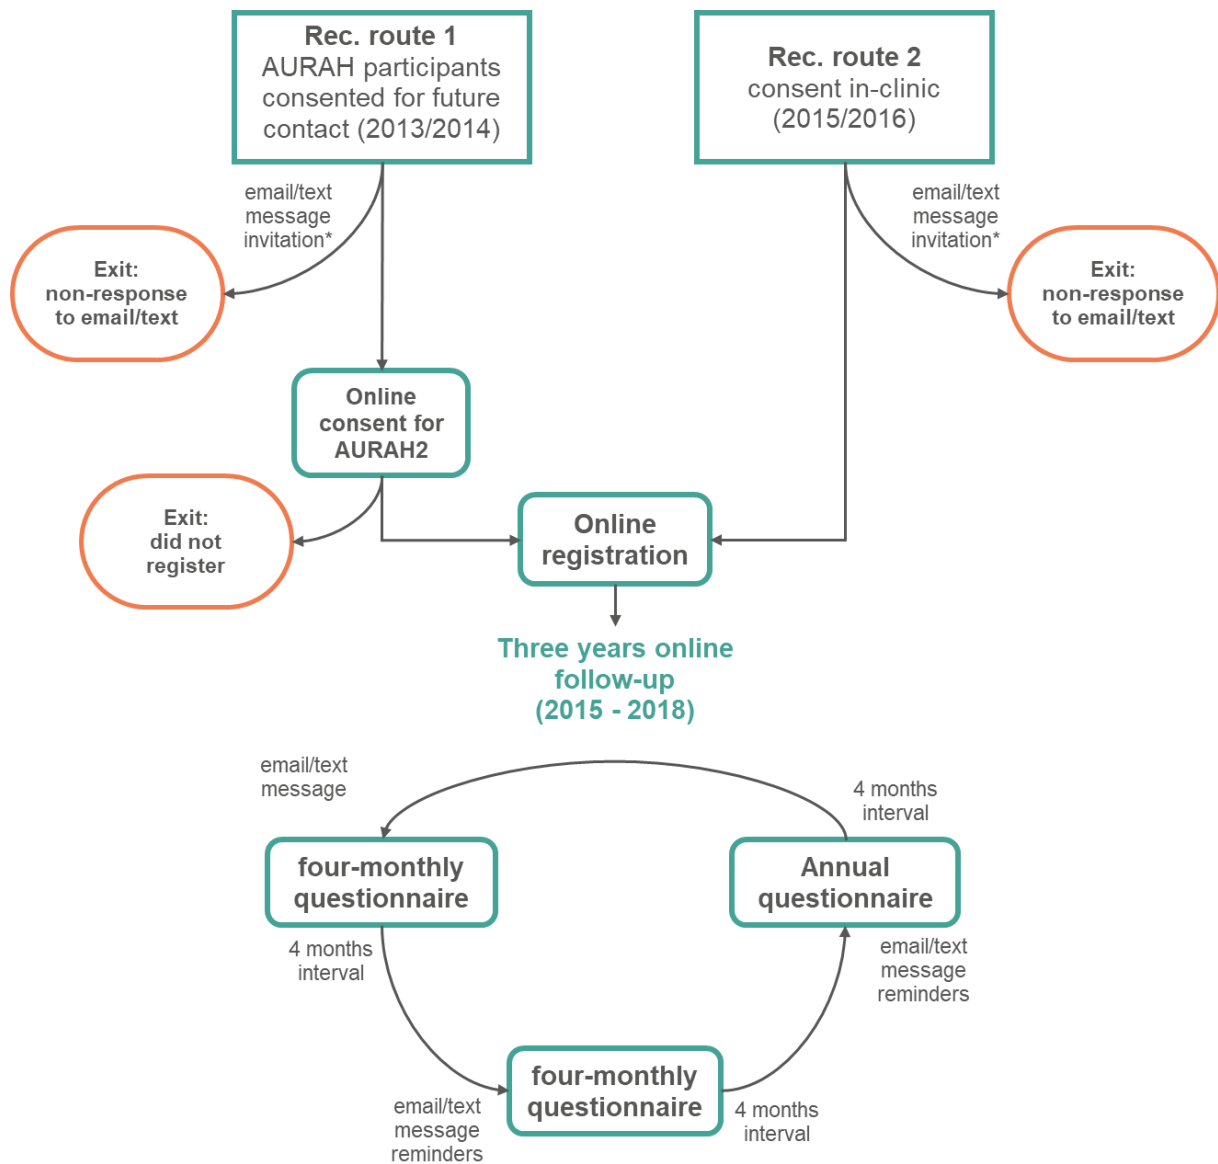 Rec. route 1
AURAH participants
consented for future
contact (2013/2014)
Rec. route 2
consent in-clinic
(2015/2016)
email/text
message
invitation*
email/text
message
invitation*
Exit:
non-response
to email/text
Exit:
non-response
to email/text
Online
consent for
AURAH2
Exit:
did not
register
Online
registration
Three years online
follow-up
(2015 - 2018)
email/text
message
4 months
interval
four-monthly
questionnaire
Annual
questionnaire
4 months
interval
email/text
message
reminders
four-monthly
questionnaire
email/text
message
reminders
4 months
interval